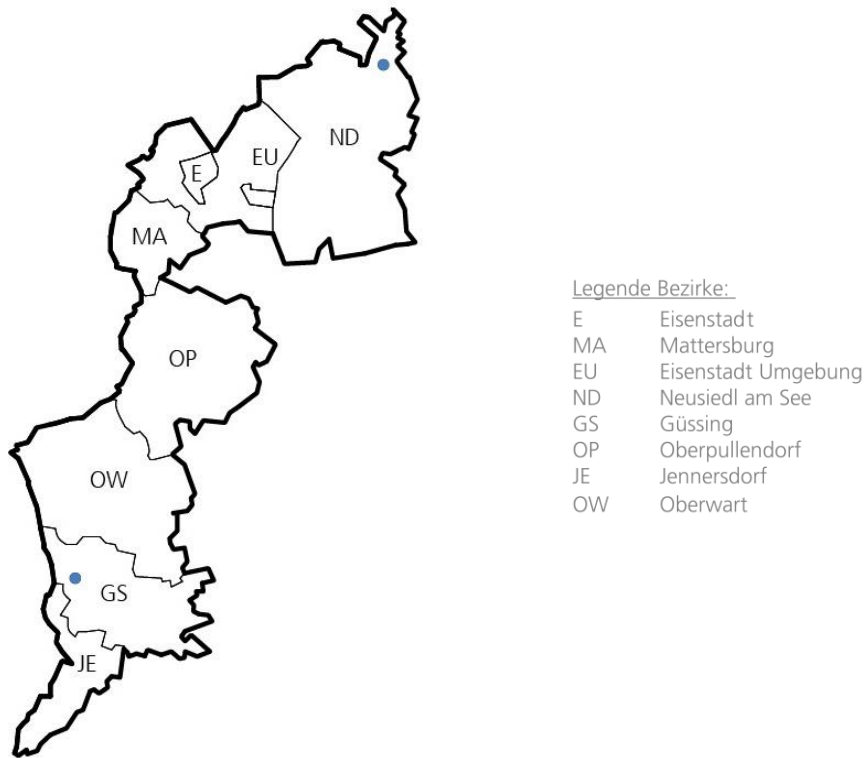 ND
EU
E
MA
OP
OW
GS
JE
Legende Bezirke:
E Eisenstadt
MA Mattersburg
EU Eisenstadt Umgebung
ND Neusiedl am See
GS Güssing
OP Oberpullendorf
JE Jennersdorf
OW Oberwart